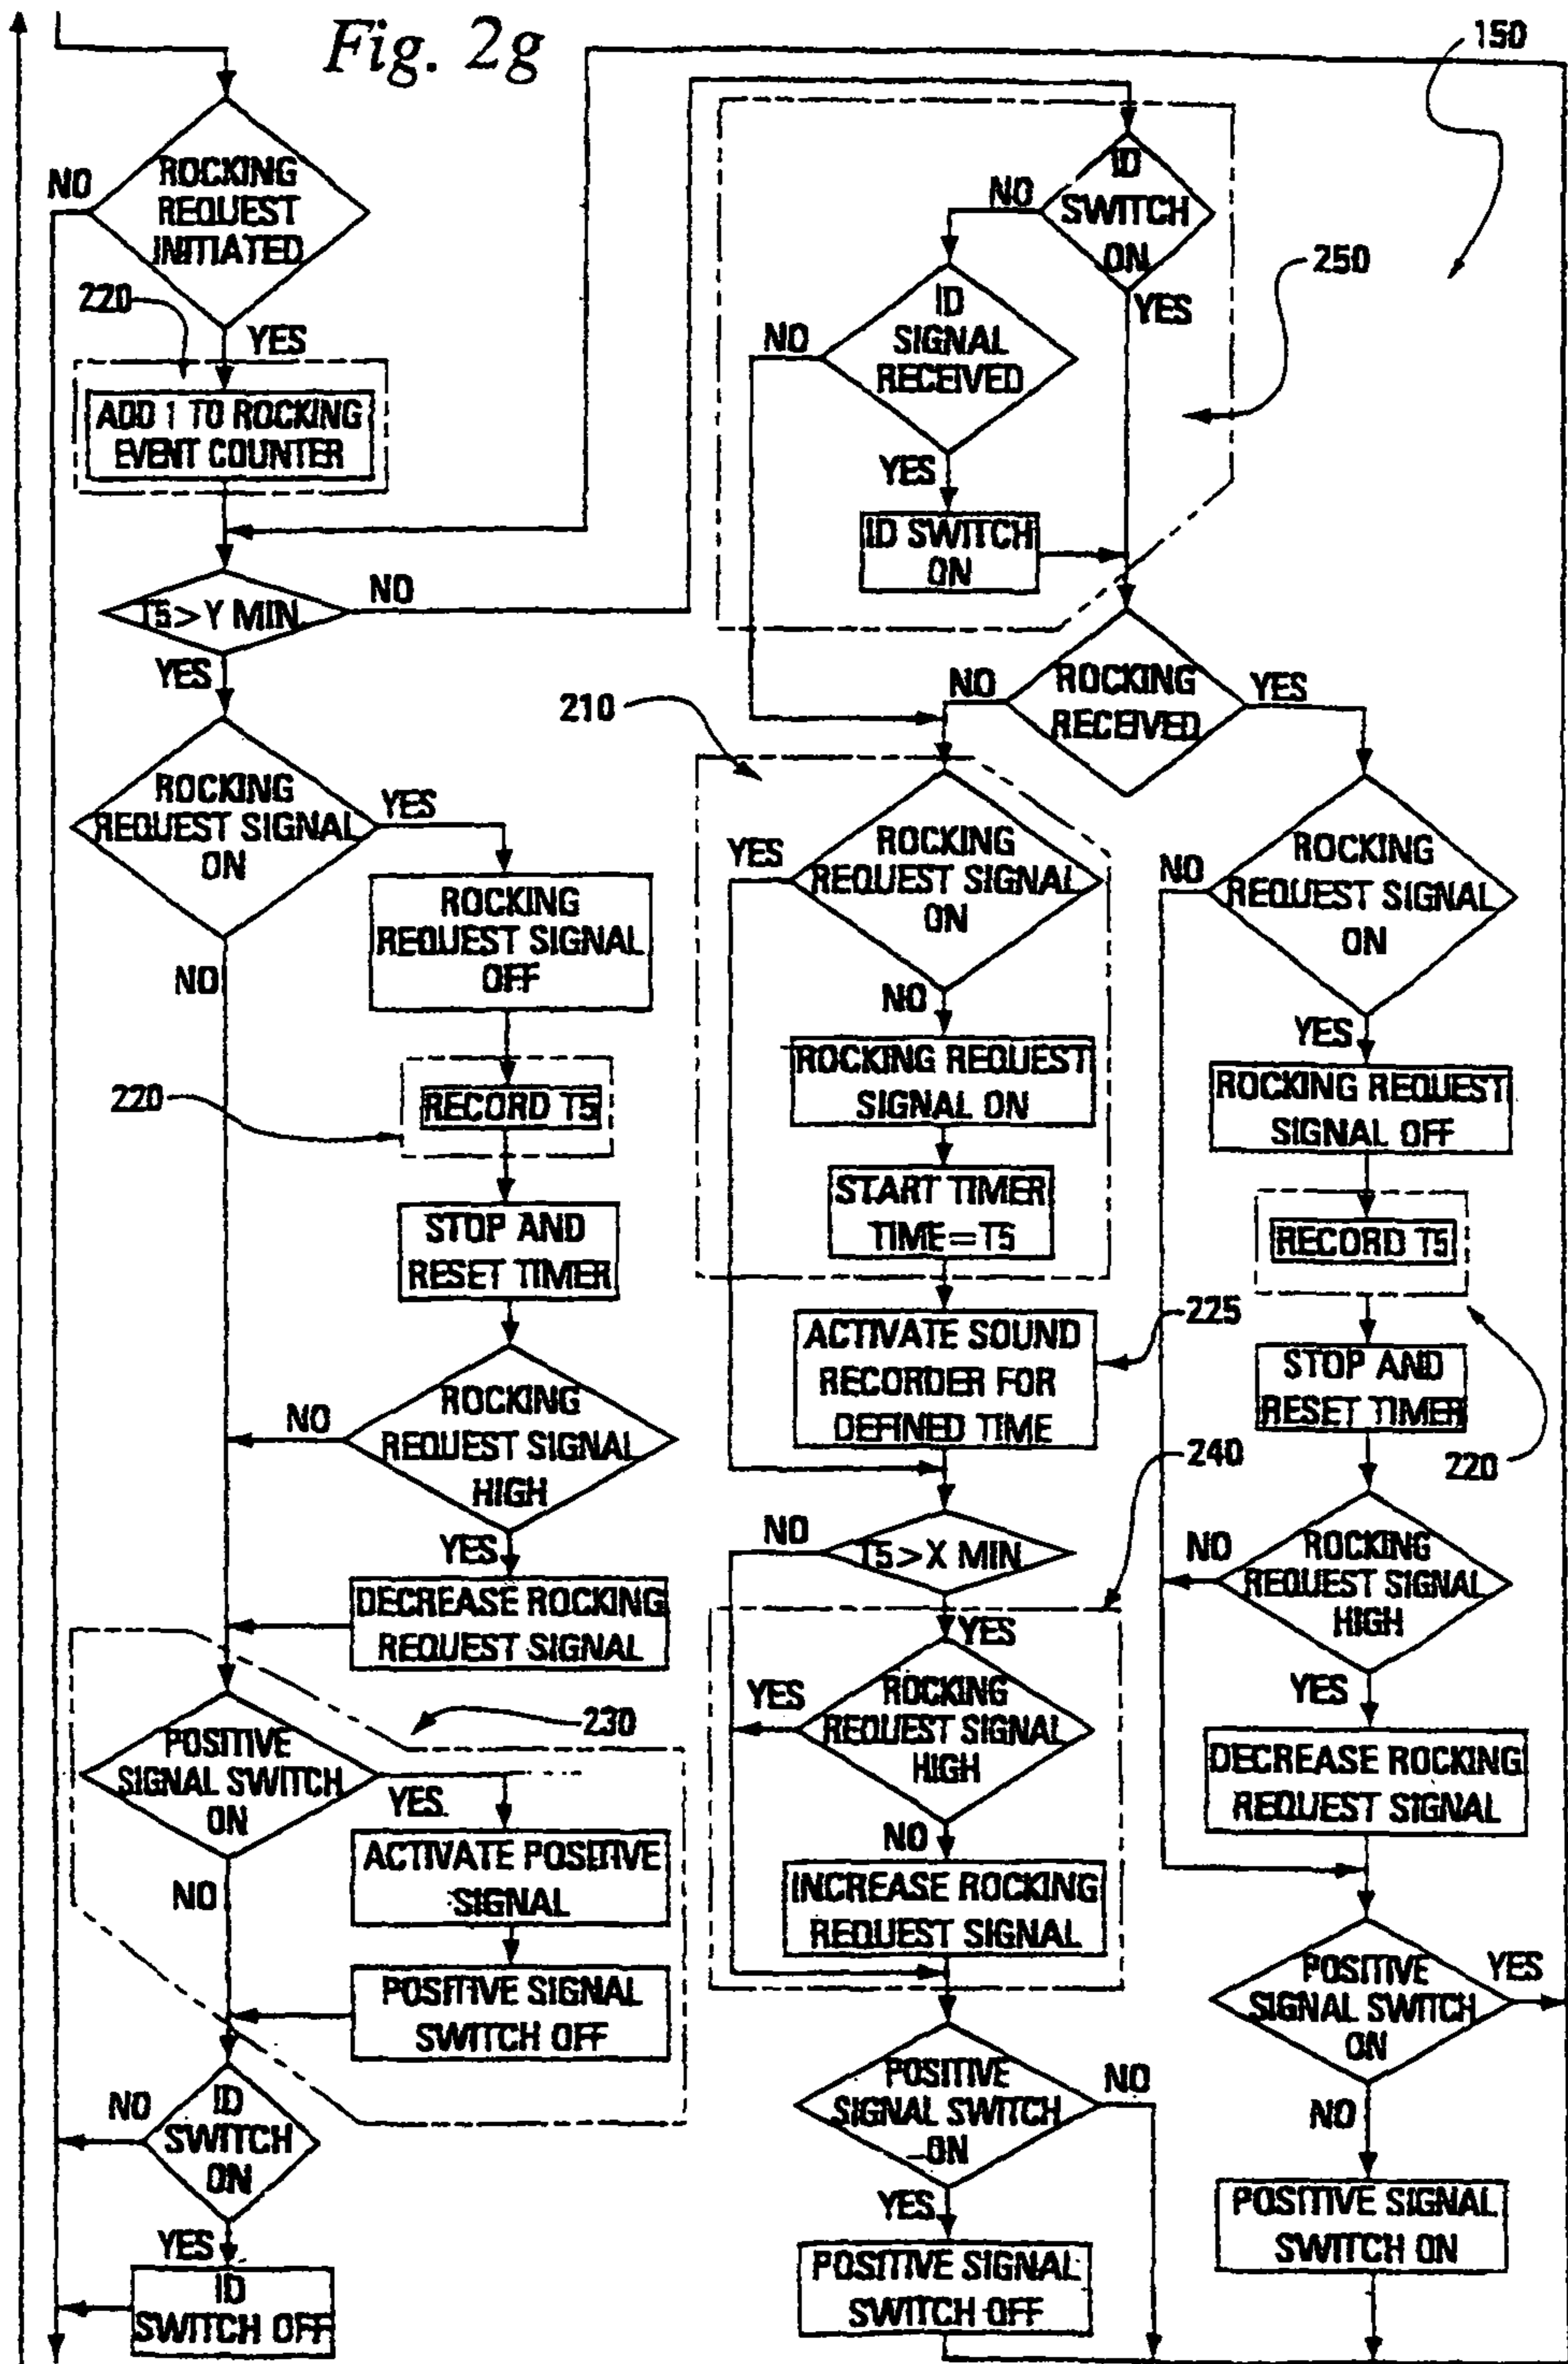 Fig. 2g
150
ROCKING
REQUEST
INITIATED
NO
YES
220
ADD 1 TO ROCKING
EVENT COUNTER
T5>Y MIN.
NO
YES
ROCKING
REQUEST SIGNAL
ON
YES
NO
ROCKING
REQUEST SIGNAL
OFF
220
RECORD T5
STOP AND
RESET TIMER
ROCKING
REQUEST SIGNAL
HIGH
NO
YES
DECREASE ROCKING
REQUEST SIGNAL
230
POSITIVE
SIGNAL SWITCH
ON
YES.
NO
ACTIVATE POSITIVE
SIGNAL
POSITIVE SIGNAL
SWITCH OFF
ID
SWITCH
ON
NO
YES
ID
SWITCH OFF
ID
SWITCH
ON
NO
YES
250
ID
SIGNAL
RECEIVED
NO
YES
ID SWITCH
ON
ROCKING
RECEIVED
NO
YES
210
ROCKING
REQUEST SIGNAL
ON
YES
NO
ROCKING REQUEST
SIGNAL ON
START TIMER
TIME=T5
ACTIVATE SOUND
RECORDER FOR
DEFINED TIME
225
T5>X MIN.
NO
YES
240
ROCKING
REQUEST SIGNAL
HIGH
YES
NO
INCREASE ROCKING
REQUEST SIGNAL
POSITIVE
SIGNAL SWITCH
ON
NO
YES
POSITIVE SIGNAL
SWITCH OFF
ROCKING
REQUEST SIGNAL
ON
NO
YES
ROCKING REQUEST
SIGNAL OFF
RECORD T5
220
STOP AND
RESET TIMER
ROCKING
REQUEST SIGNAL
HIGH
NO
YES
DECREASE ROCKING
REQUEST SIGNAL
POSITIVE
SIGNAL SWITCH
ON
YES
NO
POSITIVE SIGNAL
SWITCH ON